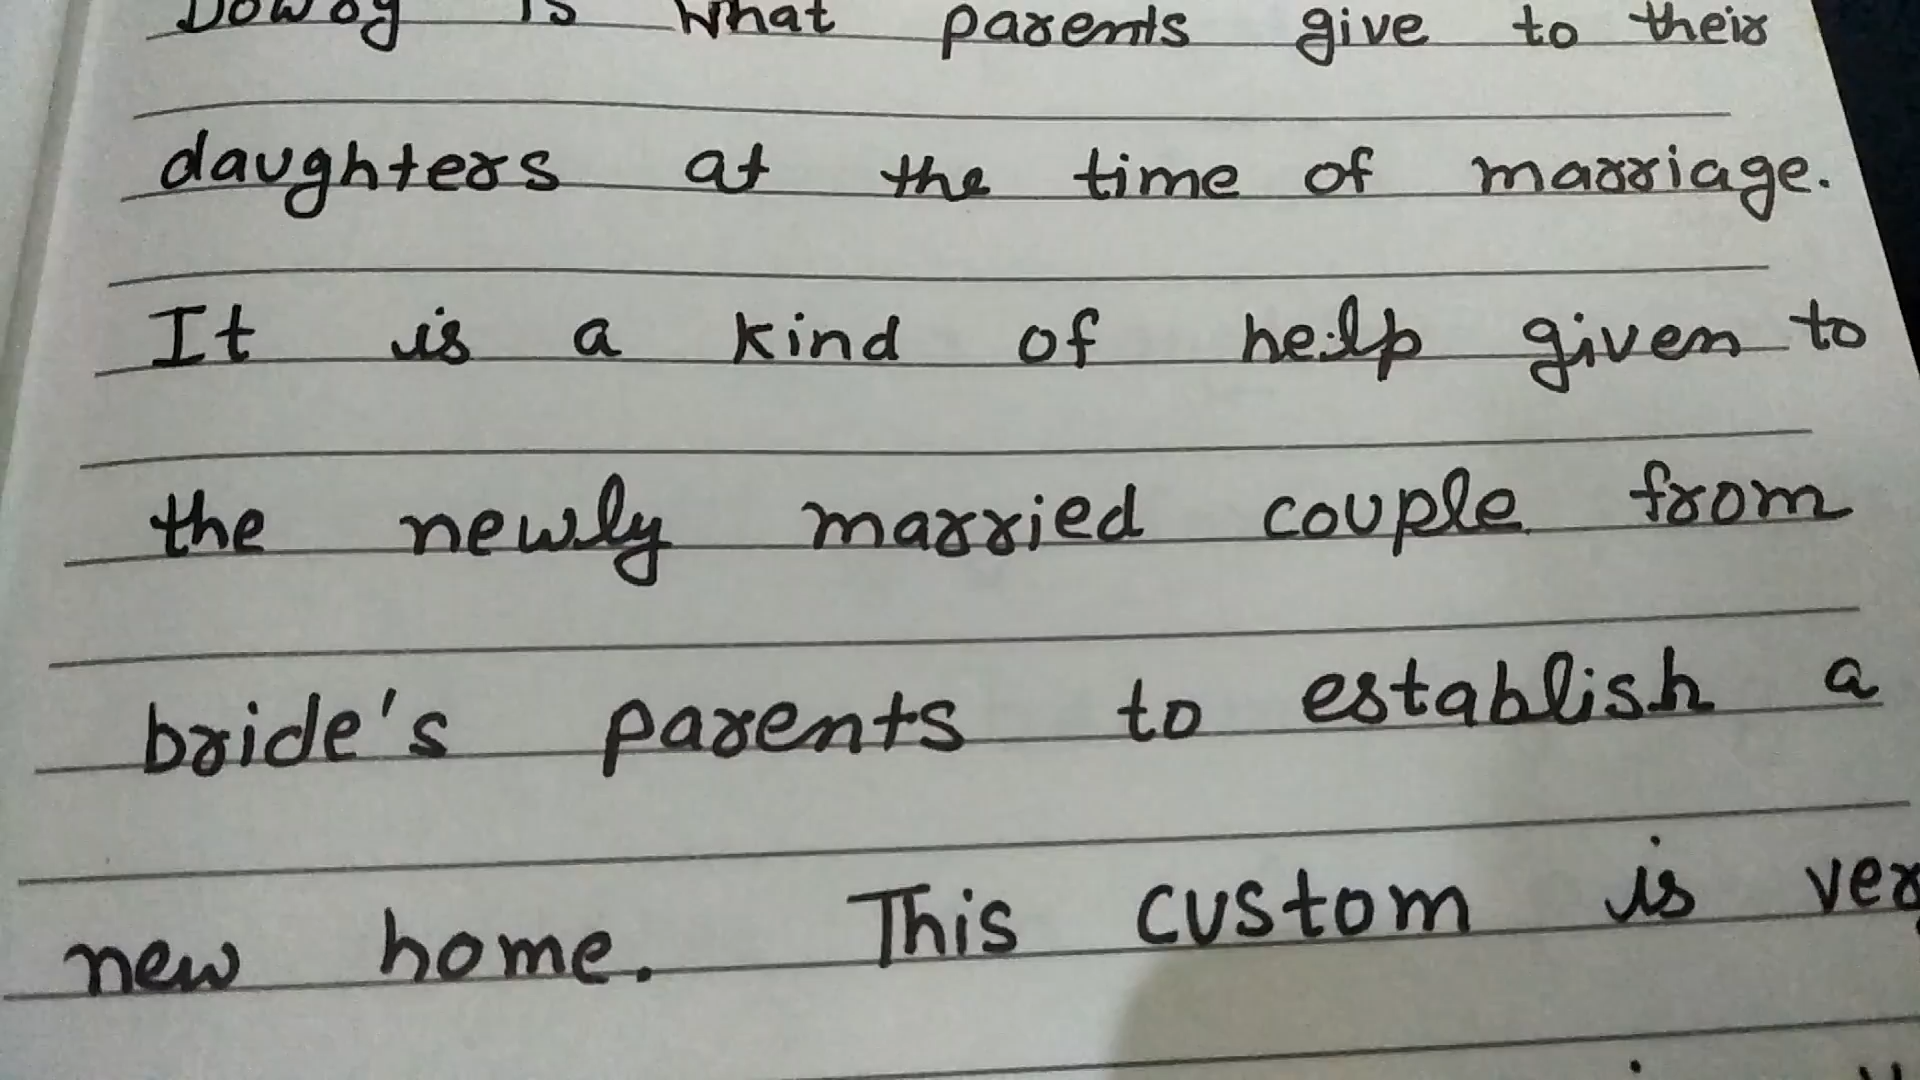 Dowry is what parents give to their
daughters at the time of marriage.
It is a kind of help given to
the newly married couple from
bride's parents to establish a
new home. This custom is